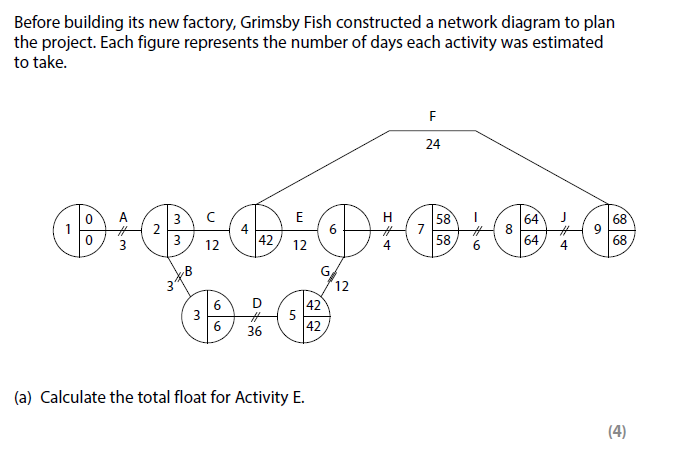 Before building its new factory, Grimsby Fish constructed a network diagram to plan
the project. Each figure represents the number of days each activity was estimated
to take.
F
24
1 0 0
A
3
2 3 3
C
12
4 42
E
12
6
H
4
7 58 58
I
6
8 64 64
J
4
9 68 68
B
3
G
12
3 6 6
D
36
5 42 42
(a) Calculate the total float for Activity E.
(4)